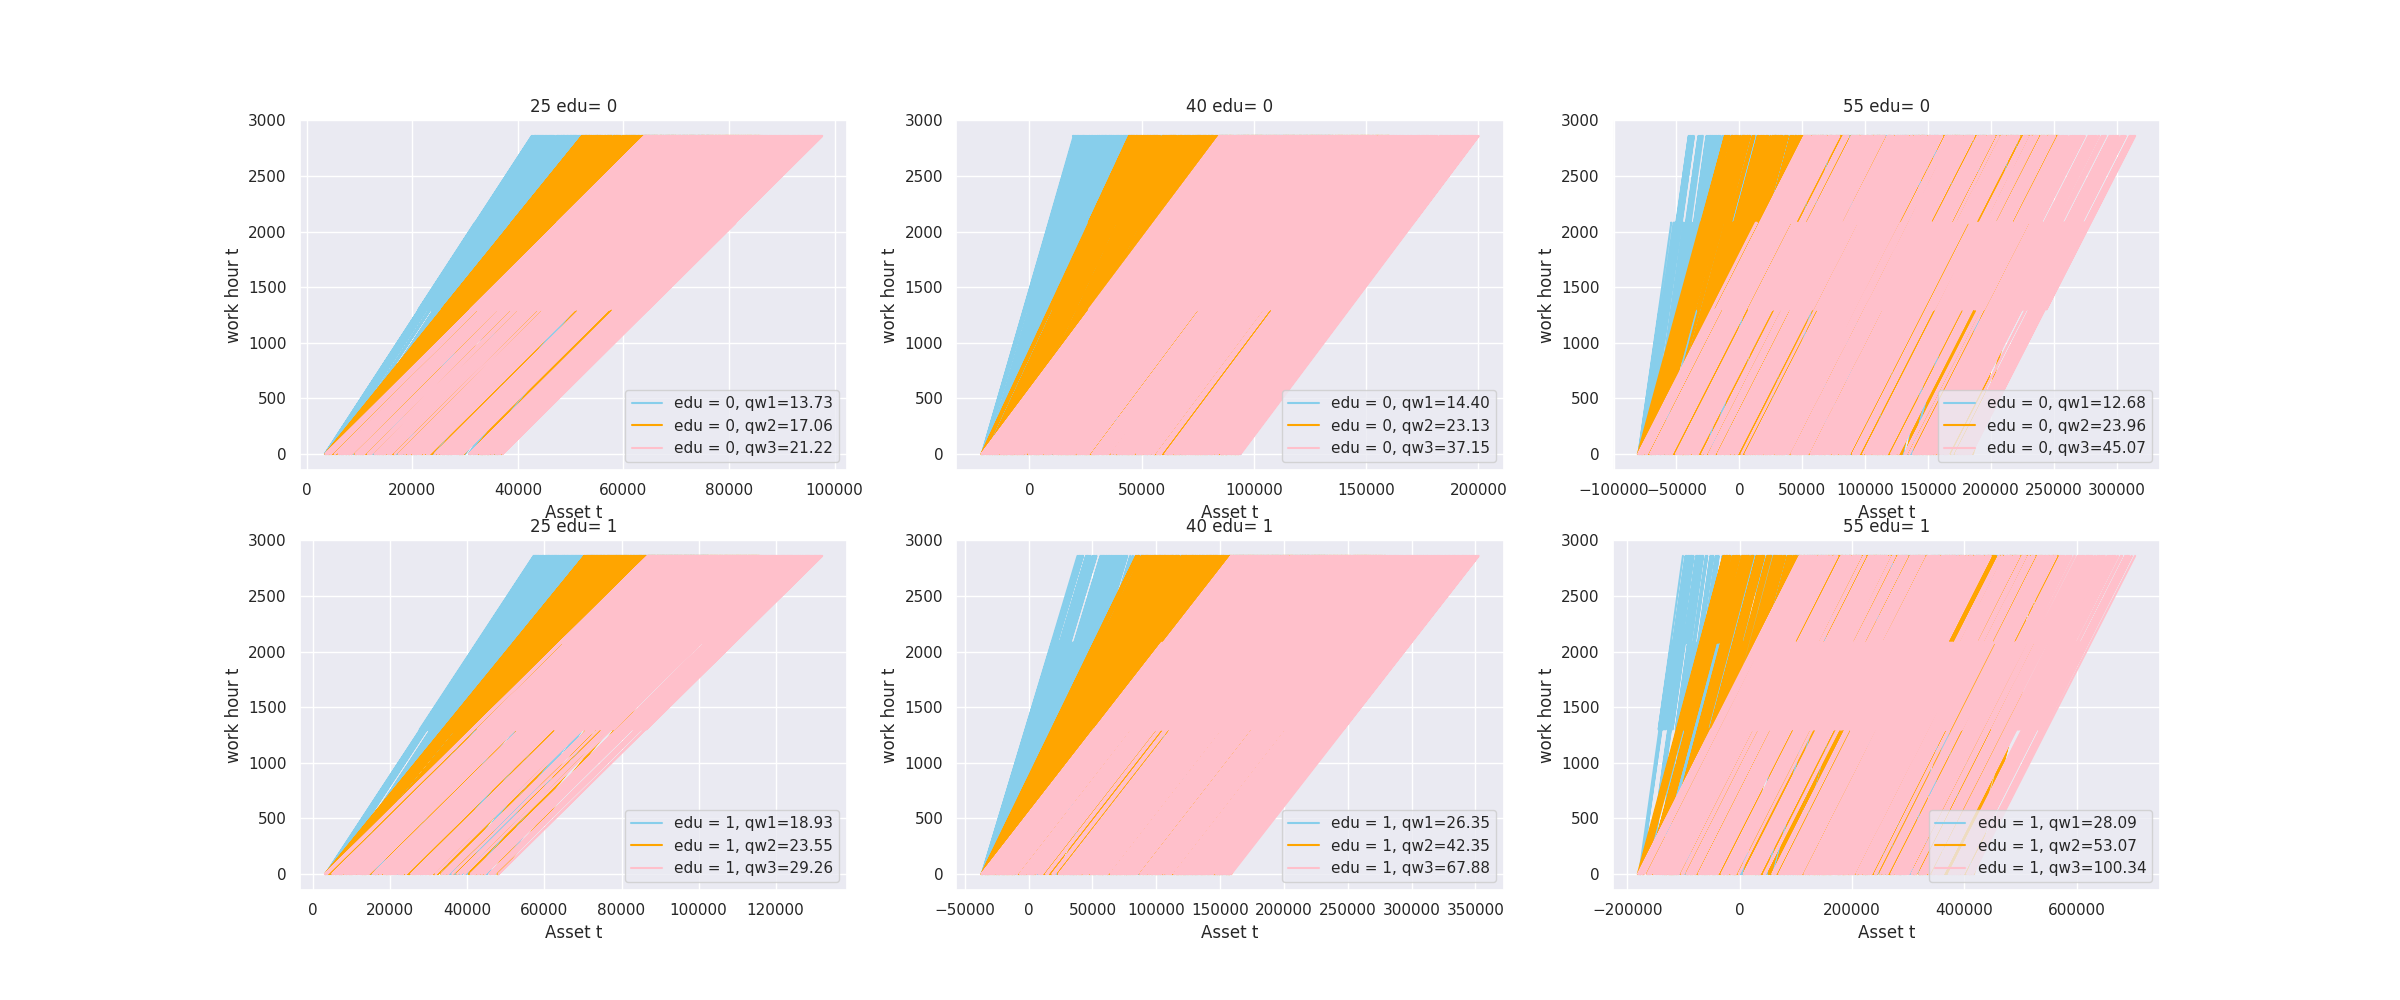 25 edu= 0
3000
2500
2000
1500
1000
500
0
work hour t
edu = 0, qw1=13.73
edu = 0, qw2=17.06
edu = 0, qw3=21.22
0 20000 40000 60000 80000 100000
Asset t
40 edu= 0
3000
2500
2000
1500
1000
500
0
work hour t
edu = 0, qw1=14.40
edu = 0, qw2=23.13
edu = 0, qw3=37.15
0 50000 100000 150000 200000
Asset t
55 edu= 0
3000
2500
2000
1500
1000
500
0
work hour t
edu = 0, qw1=12.68
edu = 0, qw2=23.96
edu = 0, qw3=45.07
−100000 −50000 0 50000 100000 150000 200000 250000 300000
Asset t
25 edu= 1
3000
2500
2000
1500
1000
500
0
work hour t
edu = 1, qw1=18.93
edu = 1, qw2=23.55
edu = 1, qw3=29.26
0 20000 40000 60000 80000 100000 120000
Asset t
40 edu= 1
3000
2500
2000
1500
1000
500
0
work hour t
edu = 1, qw1=26.35
edu = 1, qw2=42.35
edu = 1, qw3=67.88
−50000 0 50000 100000 150000 200000 250000 300000 350000
Asset t
55 edu= 1
3000
2500
2000
1500
1000
500
0
work hour t
edu = 1, qw1=28.09
edu = 1, qw2=53.07
edu = 1, qw3=100.34
−200000 0 200000 400000 600000
Asset t